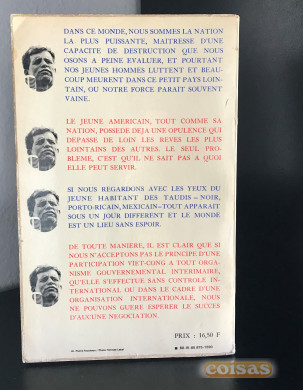 DANS CE MONDE, NOUS SOMMES LA NATION
LA PLUS PUISSANTE, MAITRESSE D'UNE
CAPACITE DE DESTRUCTION QUE NOUS
OSONS A PEINE EVALUER, ET POURTANT
NOS JEUNES HOMMES LUTTENT ET BEAU-
COUP MEURENT DANS CE PETIT PAYS LOIN-
TAIN, OU NOTRE FORCE PARAIT SOUVENT
VAINE.
LE JEUNE AMERICAIN, TOUT COMME SA
NATION, POSSEDE DEJA UNE OPULENCE QUI
DEPASSE DE LOIN LES REVES LES PLUS
LOINTAINS DES AUTRES. LE SEUL PRO-
BLEME, C'EST QU'IL NE SAIT PAS A QUOI
ELLE PEUT SERVIR.
SI NOUS REGARDONS AVEC LES YEUX DU
JEUNE HABITANT DES TAUDIS—NOIR,
PORTO-RICAIN, MEXICAIN—TOUT APPARAIT
SOUS UN JOUR DIFFERENT ET LE MONDE
EST UN LIEU SANS ESPOIR.
DE TOUTE MANIERE, IL EST CLAIR QUE SI
NOUS N'ACCEPTONS PAS LE PRINCIPE D'UNE
PARTICIPATION VIET-CONG A TOUT ORGA-
NISME GOUVERNEMENTAL INTERIMAIRE,
QU'ELLE S'EFFECTUE SANS CONTROLE IN-
TERNATIONAL OU DANS LE CADRE D'UNE
ORGANISATION INTERNATIONALE, NOUS
NE POUVONS GUERE ESPERER LE SUCCES
D'AUCUNE NEGOCIATION.
PRIX : 16,50 F
coisas